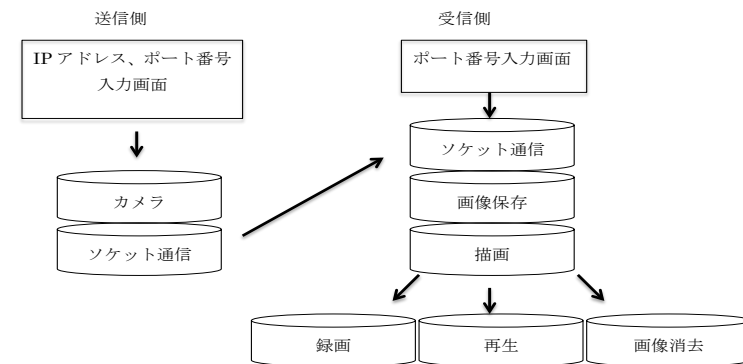 送信側
IP アドレス、ポート番号
入力画面
カメラ
ソケット通信
受信側
ポート番号入力画面
ソケット通信
画像保存
描画
録画
再生
画像消去